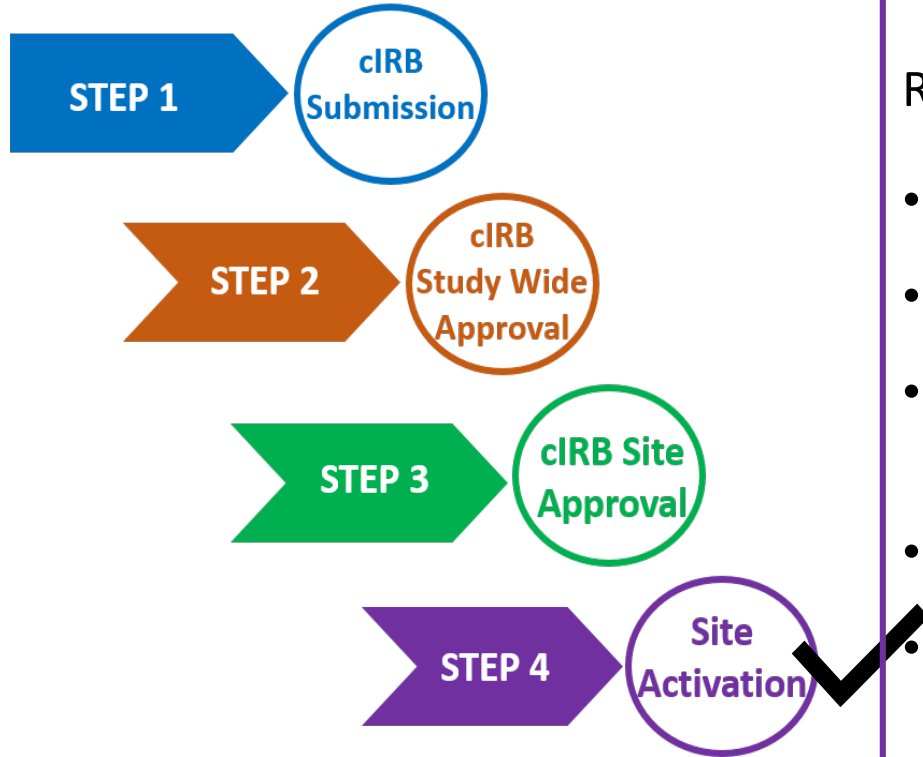 STEP 1
cIRB
Submission
R
STEP 2
cIRB
Study Wide
Approval
STEP 3
cIRB Site
Approval
STEP 4
Site
Activation